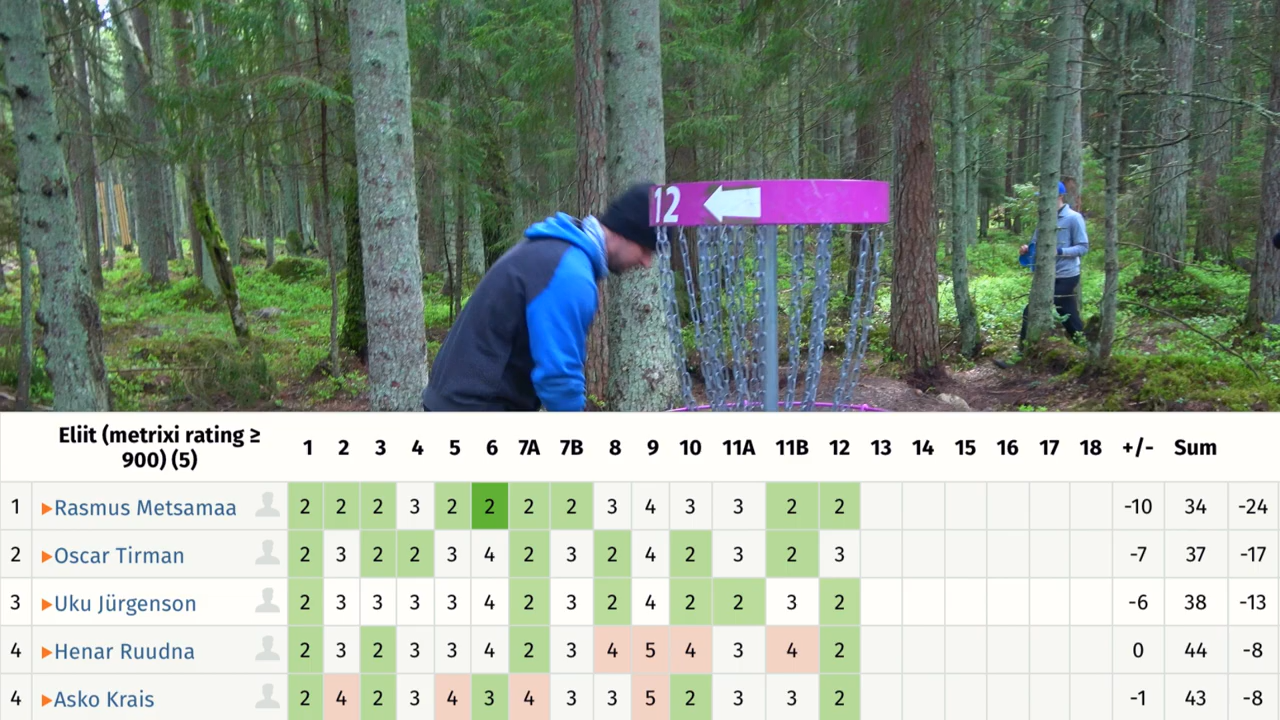 12
Eliit (metrixi rating ≥ 900) (5) 1 2 3 4 5 6 7A 7B 8 9 10 11A 11B 12 13 14 15 16 17 18 +/- Sum
1 Rasmus Metsamaa 2 2 2 3 2 2 2 2 3 4 3 3 2 2 -10 34 -24
2 Oscar Tirman 2 3 2 2 3 4 2 3 2 4 2 3 2 3 -7 37 -17
3 Uku Jürgenson 2 3 3 3 3 4 2 3 2 4 2 2 3 2 -6 38 -13
4 Henar Ruudna 2 3 2 3 3 4 2 3 4 5 4 3 4 2 0 44 -8
4 Asko Krais 2 4 2 3 4 3 4 3 3 5 2 3 3 2 -1 43 -8